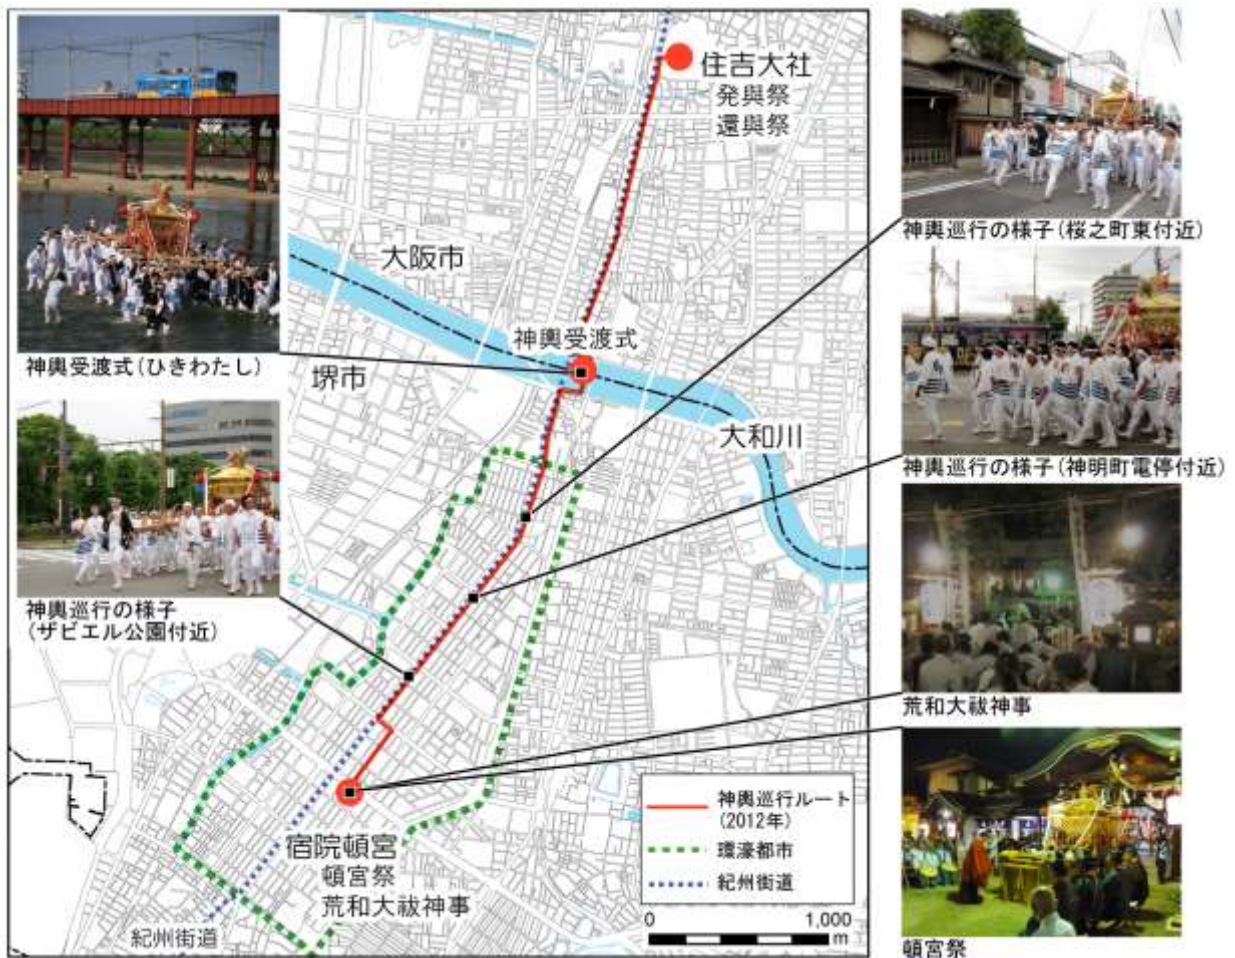 住吉大社
発輿祭
還輿祭
大阪市
神輿受渡式
神輿受渡式(ひきわたし)
堺市
大和川
神輿巡行の様子
(ザビエル公園付近)
宿院頓宮
頓宮祭
荒和大祓神事
紀州街道
神輿巡行ルート
(2012年)
環濠都市
紀州街道
0 1,000
m
神輿巡行の様子(桜之町東付近)
神輿巡行の様子(神明町電停付近)
荒和大祓神事
頓宮祭